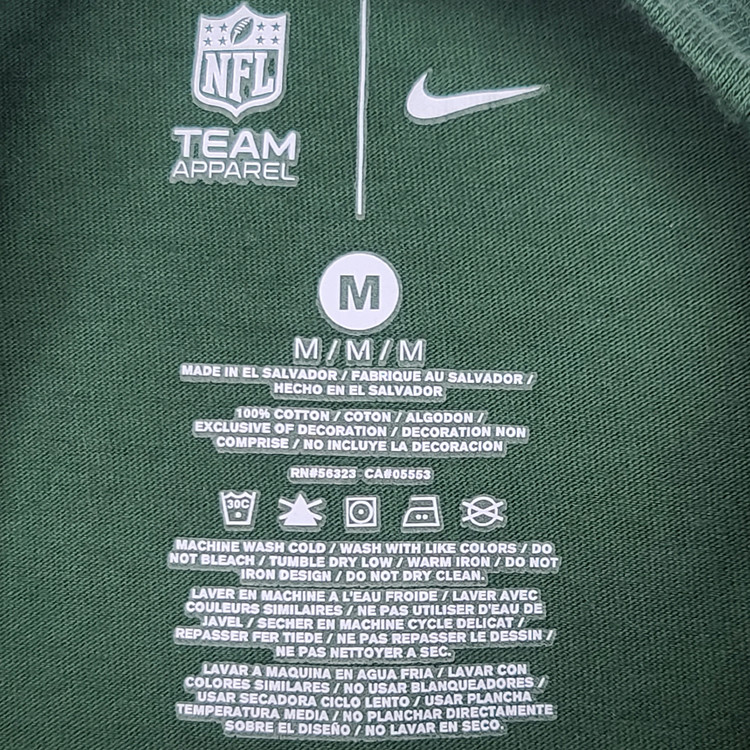 NFL
TEAM
APPAREL
M
M / M / M
MADE IN EL SALVADOR / FABRIQUE AU SALVADOR /
HECHO EN EL SALVADOR
100% COTTON / COTON / ALGODON /
EXCLUSIVE OF DECORATION / DECORATION NON
COMPRISE / NO INCLUYE LA DECORACION
RN#56323 CA#05553
30C
MACHINE WASH COLD / WASH WITH LIKE COLORS / DO
NOT BLEACH / TUMBLE DRY LOW / WARM IRON / DO NOT
IRON DESIGN / DO NOT DRY CLEAN.
LAVER EN MACHINE A L'EAU FROIDE / LAVER AVEC
COULEURS SIMILAIRES / NE PAS UTILISER D'EAU DE
JAVEL / SECHER EN MACHINE CYCLE DELICAT /
REPASSER FER TIEDE / NE PAS REPASSER LE DESSIN /
NE PAS NETTOYER A SEC.
LAVAR A MAQUINA EN AGUA FRIA / LAVAR CON
COLORES SIMILARES / NO USAR BLANQUEADORES /
USAR SECADORA CICLO LENTO / USAR PLANCHA
TEMPERATURA MEDIA / NO PLANCHAR DIRECTAMENTE
SOBRE EL DISEÑO / NO LAVAR EN SECO.